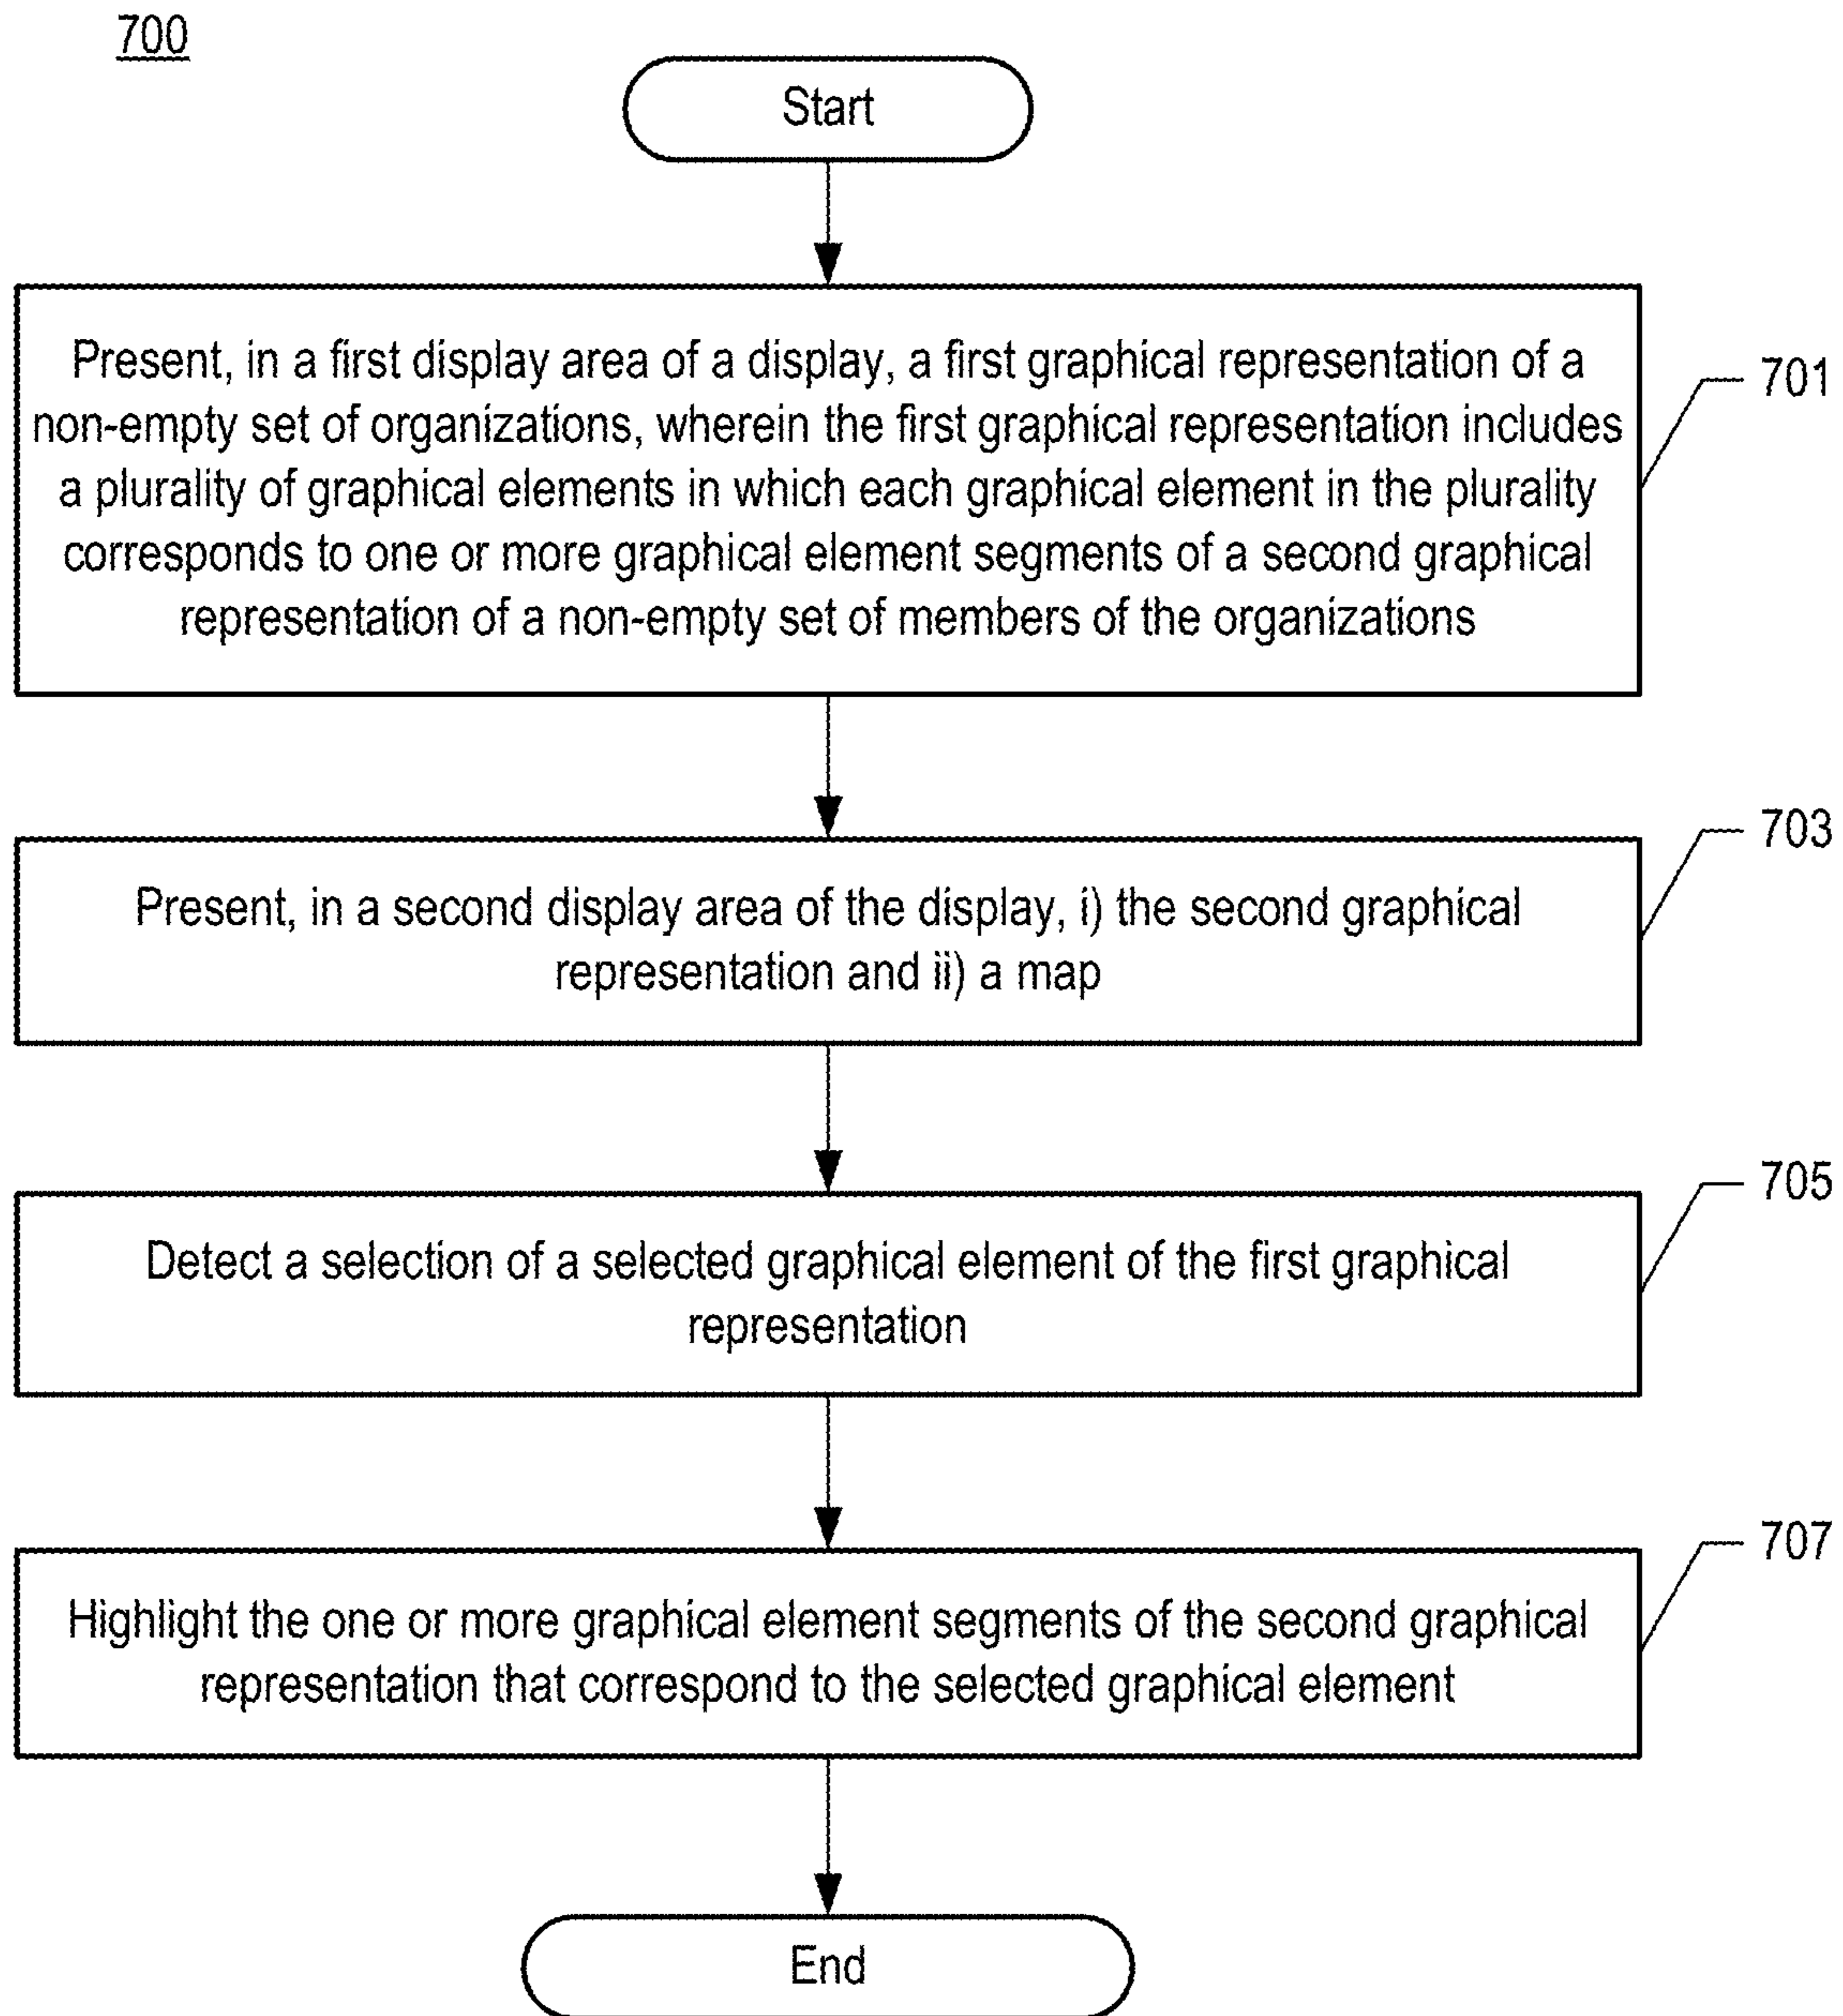 700
Start
Present, in a first display area of a display, a first graphical representation of a
non-empty set of organizations, wherein the first graphical representation includes
a plurality of graphical elements in which each graphical element in the plurality
corresponds to one or more graphical element segments of a second graphical
representation of a non-empty set of members of the organizations
701
Present, in a second display area of the display, i) the second graphical
representation and ii) a map
703
Detect a selection of a selected graphical element of the first graphical
representation
705
Highlight the one or more graphical element segments of the second graphical
representation that correspond to the selected graphical element
707
End